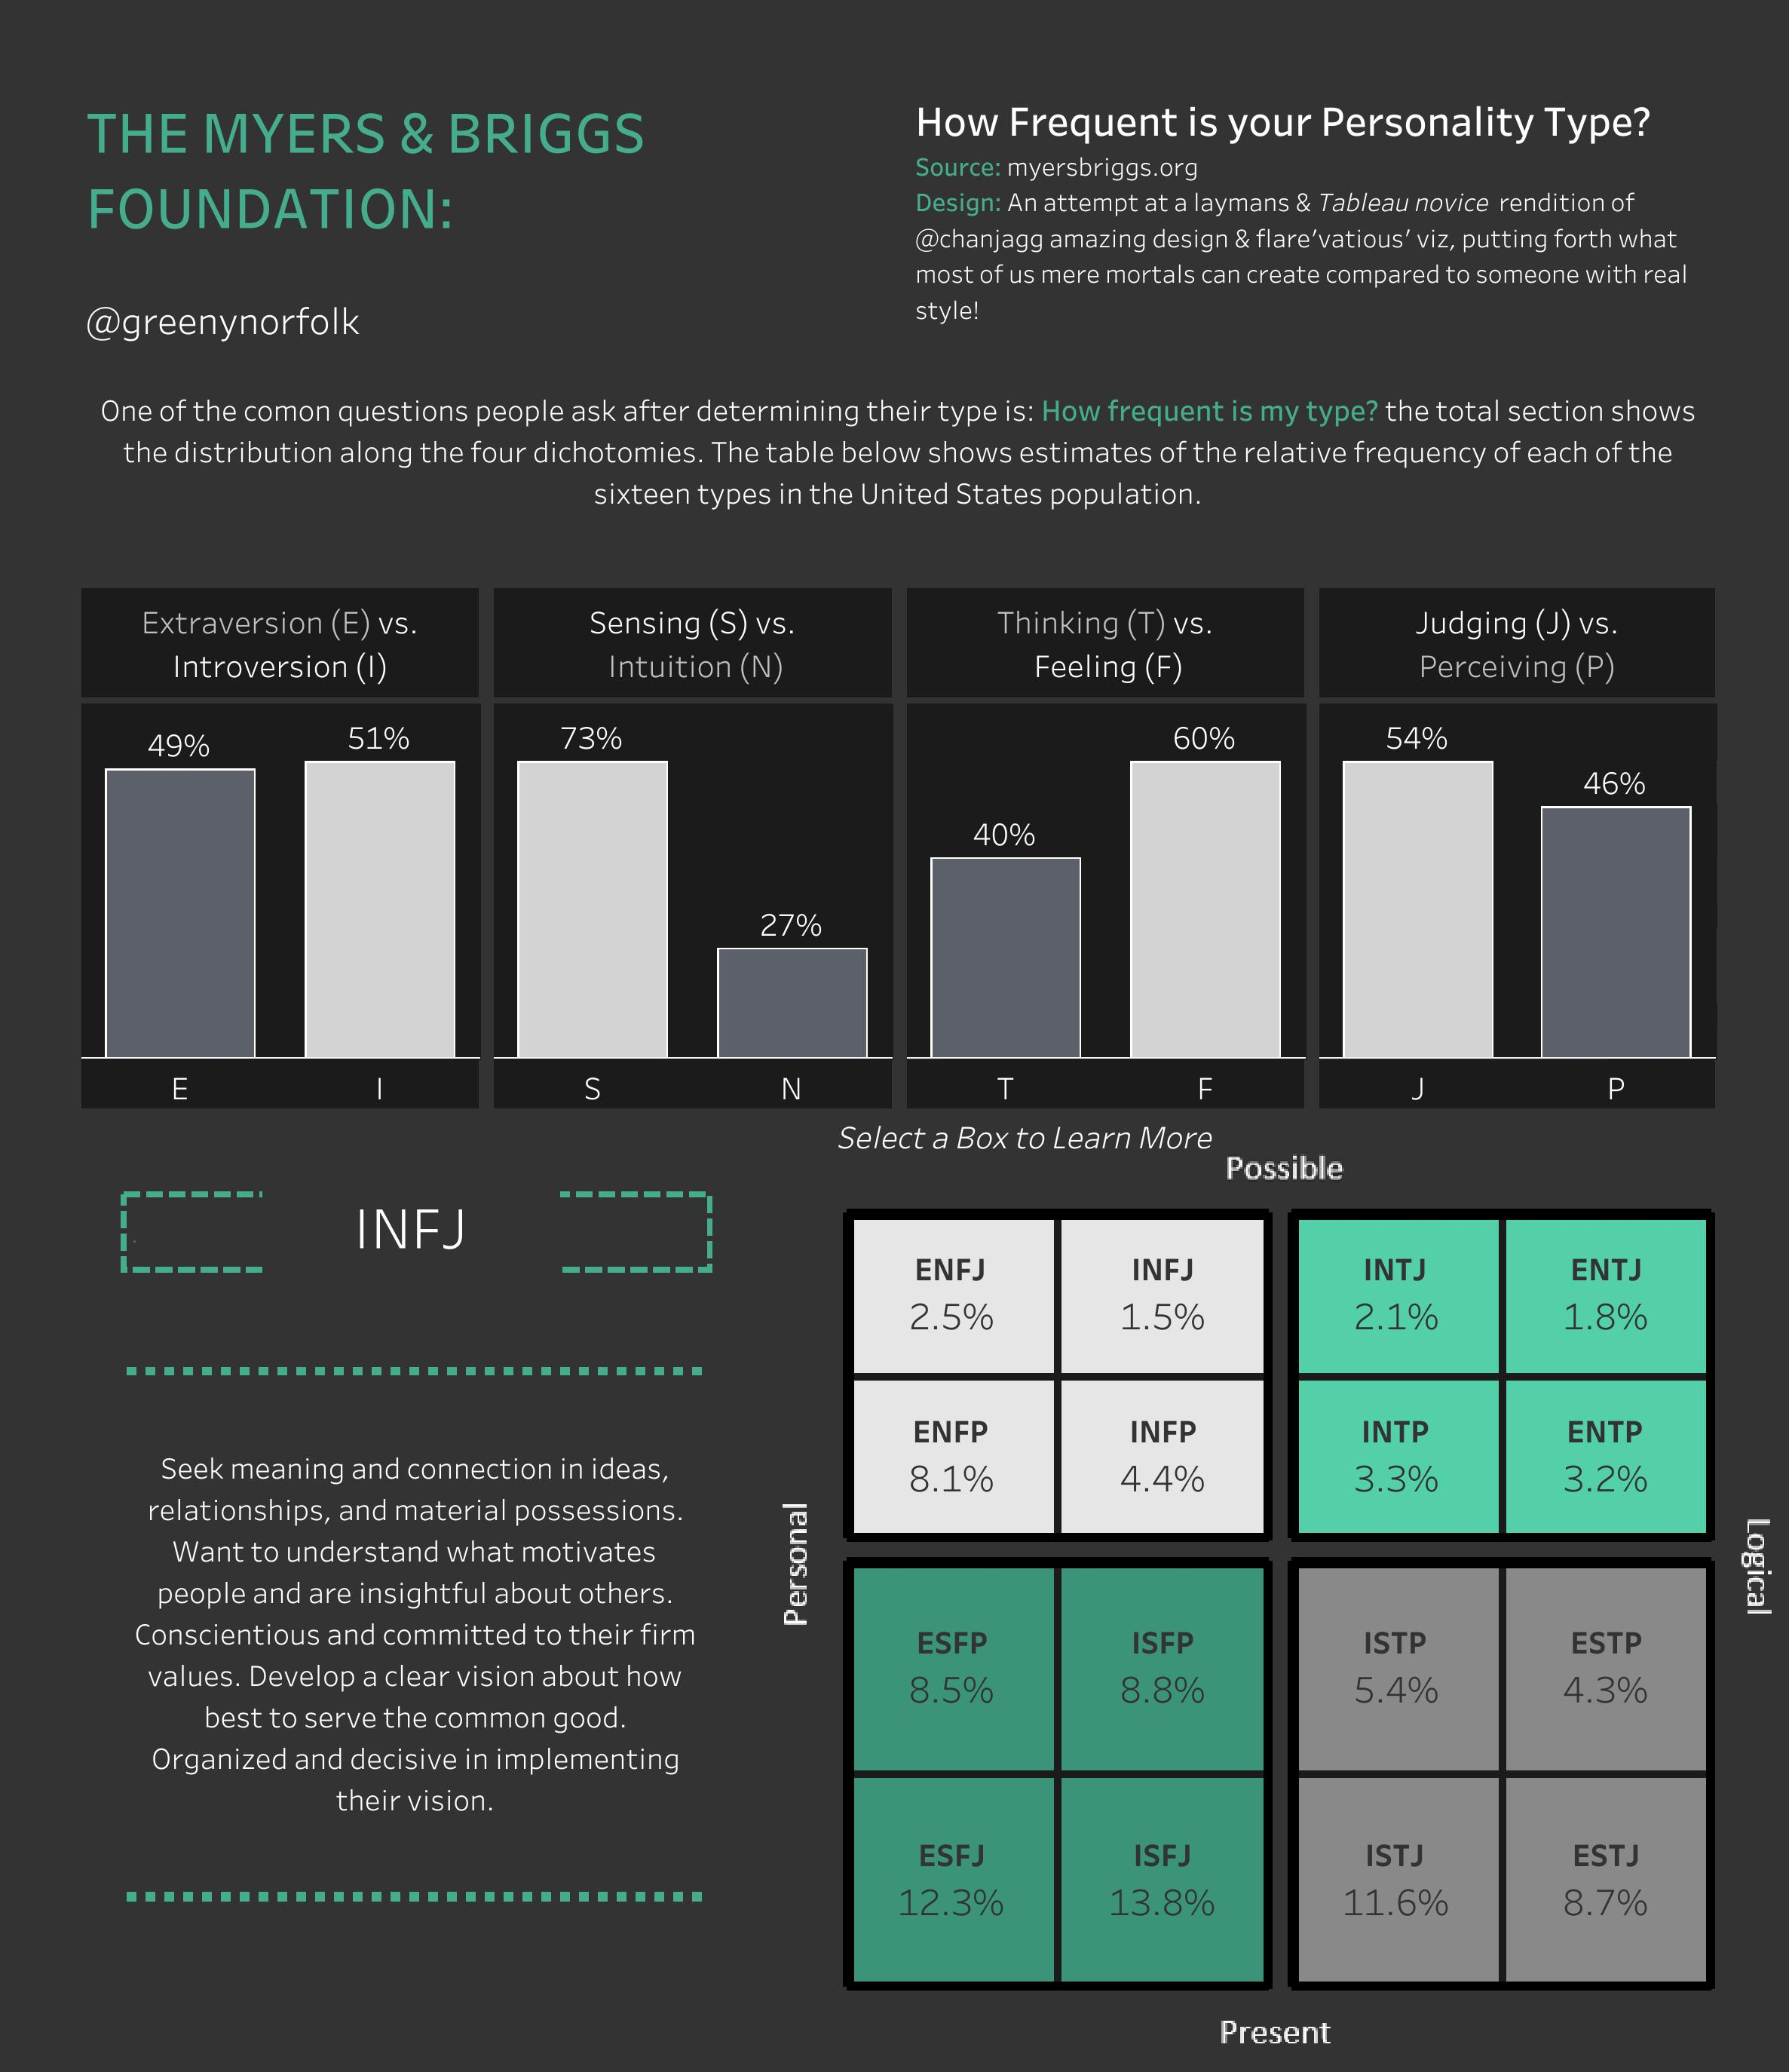 THE MYERS & BRIGGS
FOUNDATION:
@greenynorfolk
How Frequent is your Personality Type?
Source: myersbriggs.org
Design: An attempt at a laymans & Tableau novice rendition of
@chanjagg amazing design & flare’vatious’ viz, putting forth what
most of us mere mortals can create compared to someone with real
style!
One of the comon questions people ask after determining their type is: How frequent is my type? the total section shows
the distribution along the four dichotomies. The table below shows estimates of the relative frequency of each of the
sixteen types in the United States population.
Extraversion (E) vs.
Introversion (I)
49%
51%
E
I
Sensing (S) vs.
Intuition (N)
73%
27%
S
N
Thinking (T) vs.
Feeling (F)
40%
60%
T
F
Judging (J) vs.
Perceiving (P)
54%
46%
J
P
Select a Box to Learn More
INFJ
Seek meaning and connection in ideas,
relationships, and material possessions.
Want to understand what motivates
people and are insightful about others.
Conscientious and committed to their firm
values. Develop a clear vision about how
best to serve the common good.
Organized and decisive in implementing
their vision.
Possible
Personal
ENFJ
2.5%
INFJ
1.5%
INTJ
2.1%
ENTJ
1.8%
ENFP
8.1%
INFP
4.4%
INTP
3.3%
ENTP
3.2%
Logical
ESFP
8.5%
ISFP
8.8%
ISTP
5.4%
ESTP
4.3%
ESFJ
12.3%
ISFJ
13.8%
ISTJ
11.6%
ESTJ
8.7%
Present